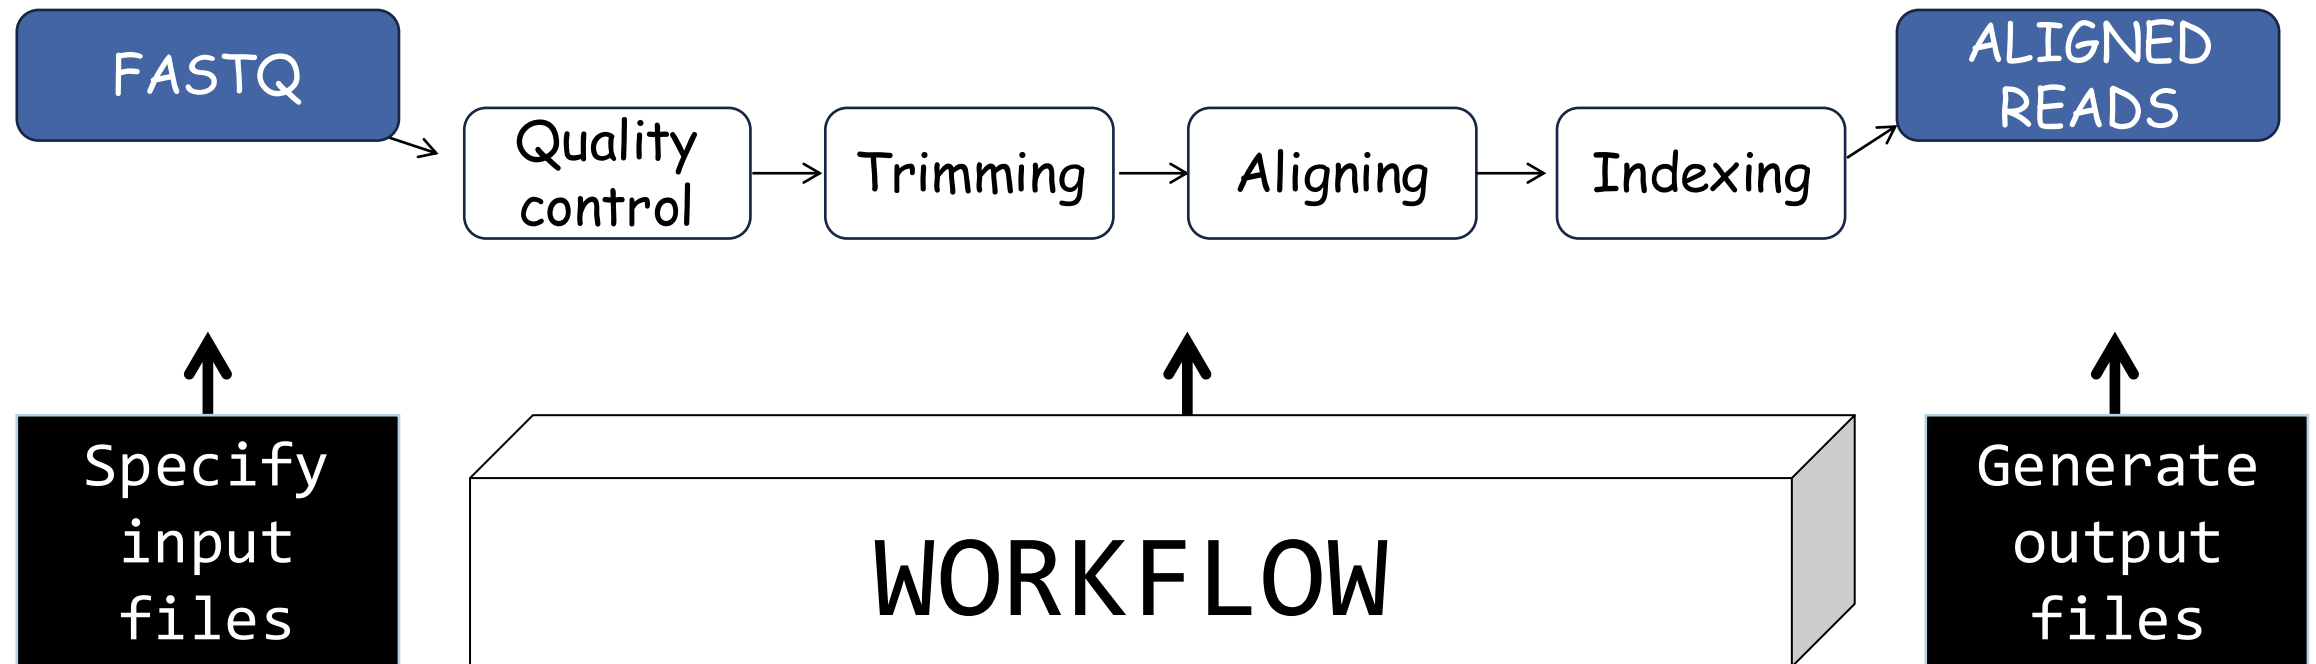 FASTQ
Quality
control
Trimming
Aligning
Indexing
ALIGNED
READS
Specify
input
files
WORKFLOW
Generate
output
files